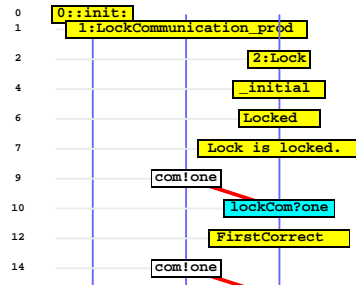 0 0::init:
1 1:LockCommunication_prod
2 2:Lock
4 _initial
6 Locked
7 Lock is locked.
9 com!one
10 lockCom?one
12 FirstCorrect
14 com!one